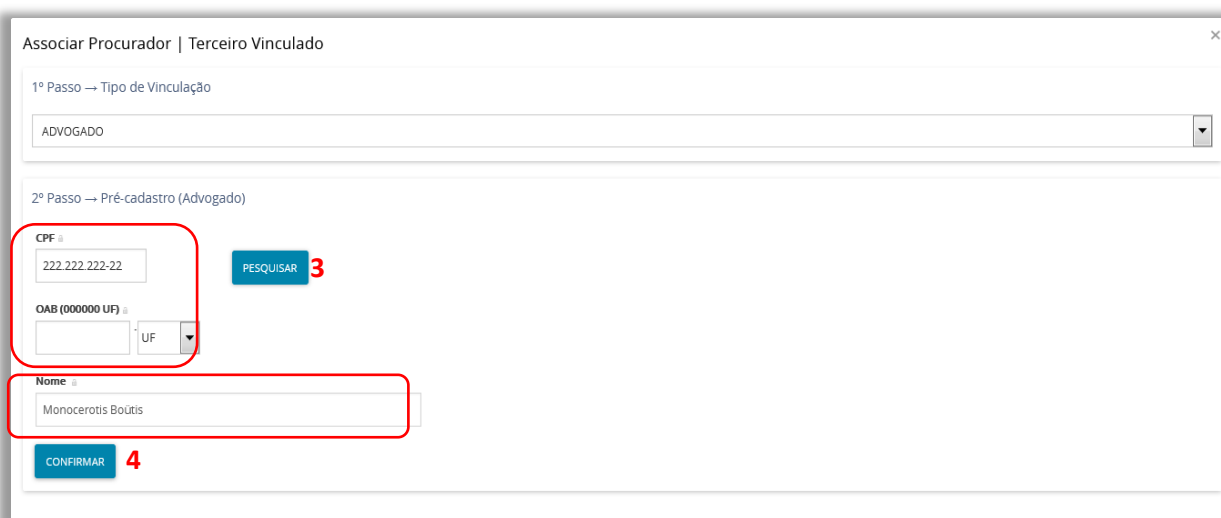 Associar Procurador | Terceiro Vinculado
×
1º Passo → Tipo de Vinculação
ADVOGADO
2º Passo → Pré-cadastro (Advogado)
CPF
222.222.222-22
PESQUISAR 3
OAB (000000 UF)
- UF
Nome
Monocerotis Boütis
CONFIRMAR 4